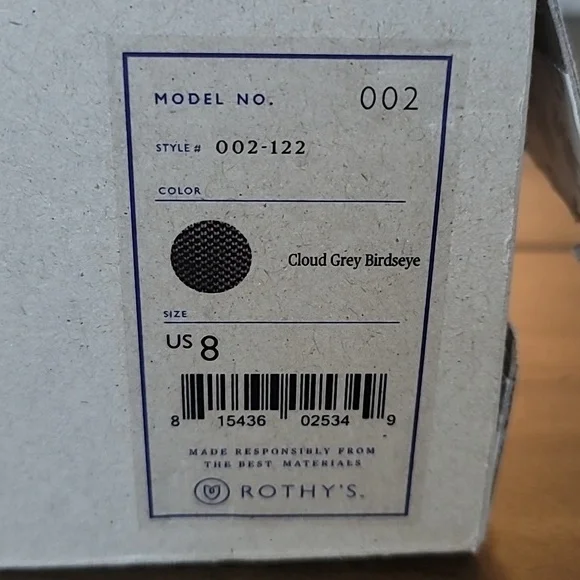 MODEL NO. 002
STYLE # 002-122
COLOR
Cloud Grey Birdseye
SIZE
US 8
8 15436 02534 9
MADE RESPONSIBLY FROM
THE BEST MATERIALS
ROTHY'S™